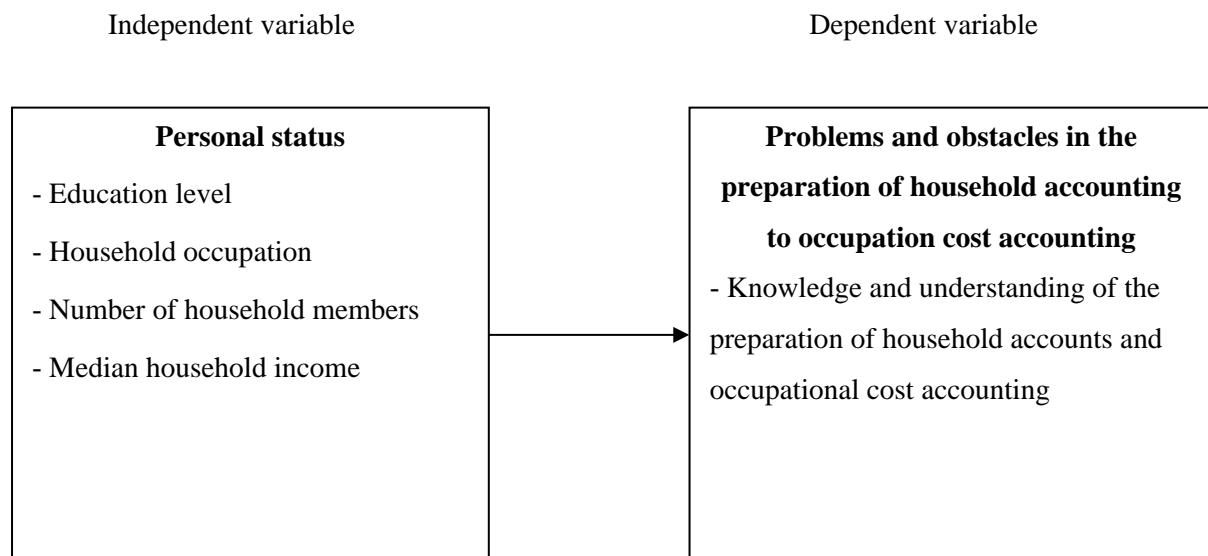 Independent variable
Dependent variable
Personal status
- Education level
- Household occupation
- Number of household members
- Median household income
Problems and obstacles in the
preparation of household accounting
to occupation cost accounting
- Knowledge and understanding of the
preparation of household accounts and
occupational cost accounting